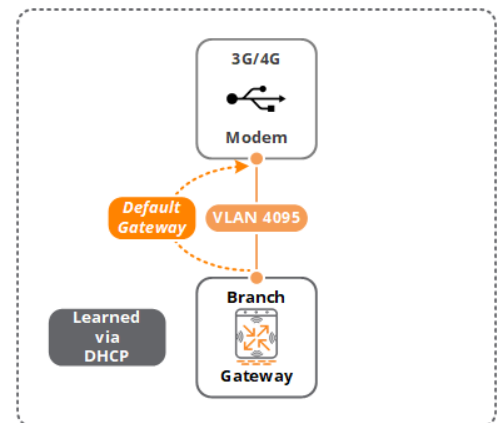 3G/4G
Modem
Default
Gateway
VLAN 4095
Branch
Gateway
Learned
via
DHCP